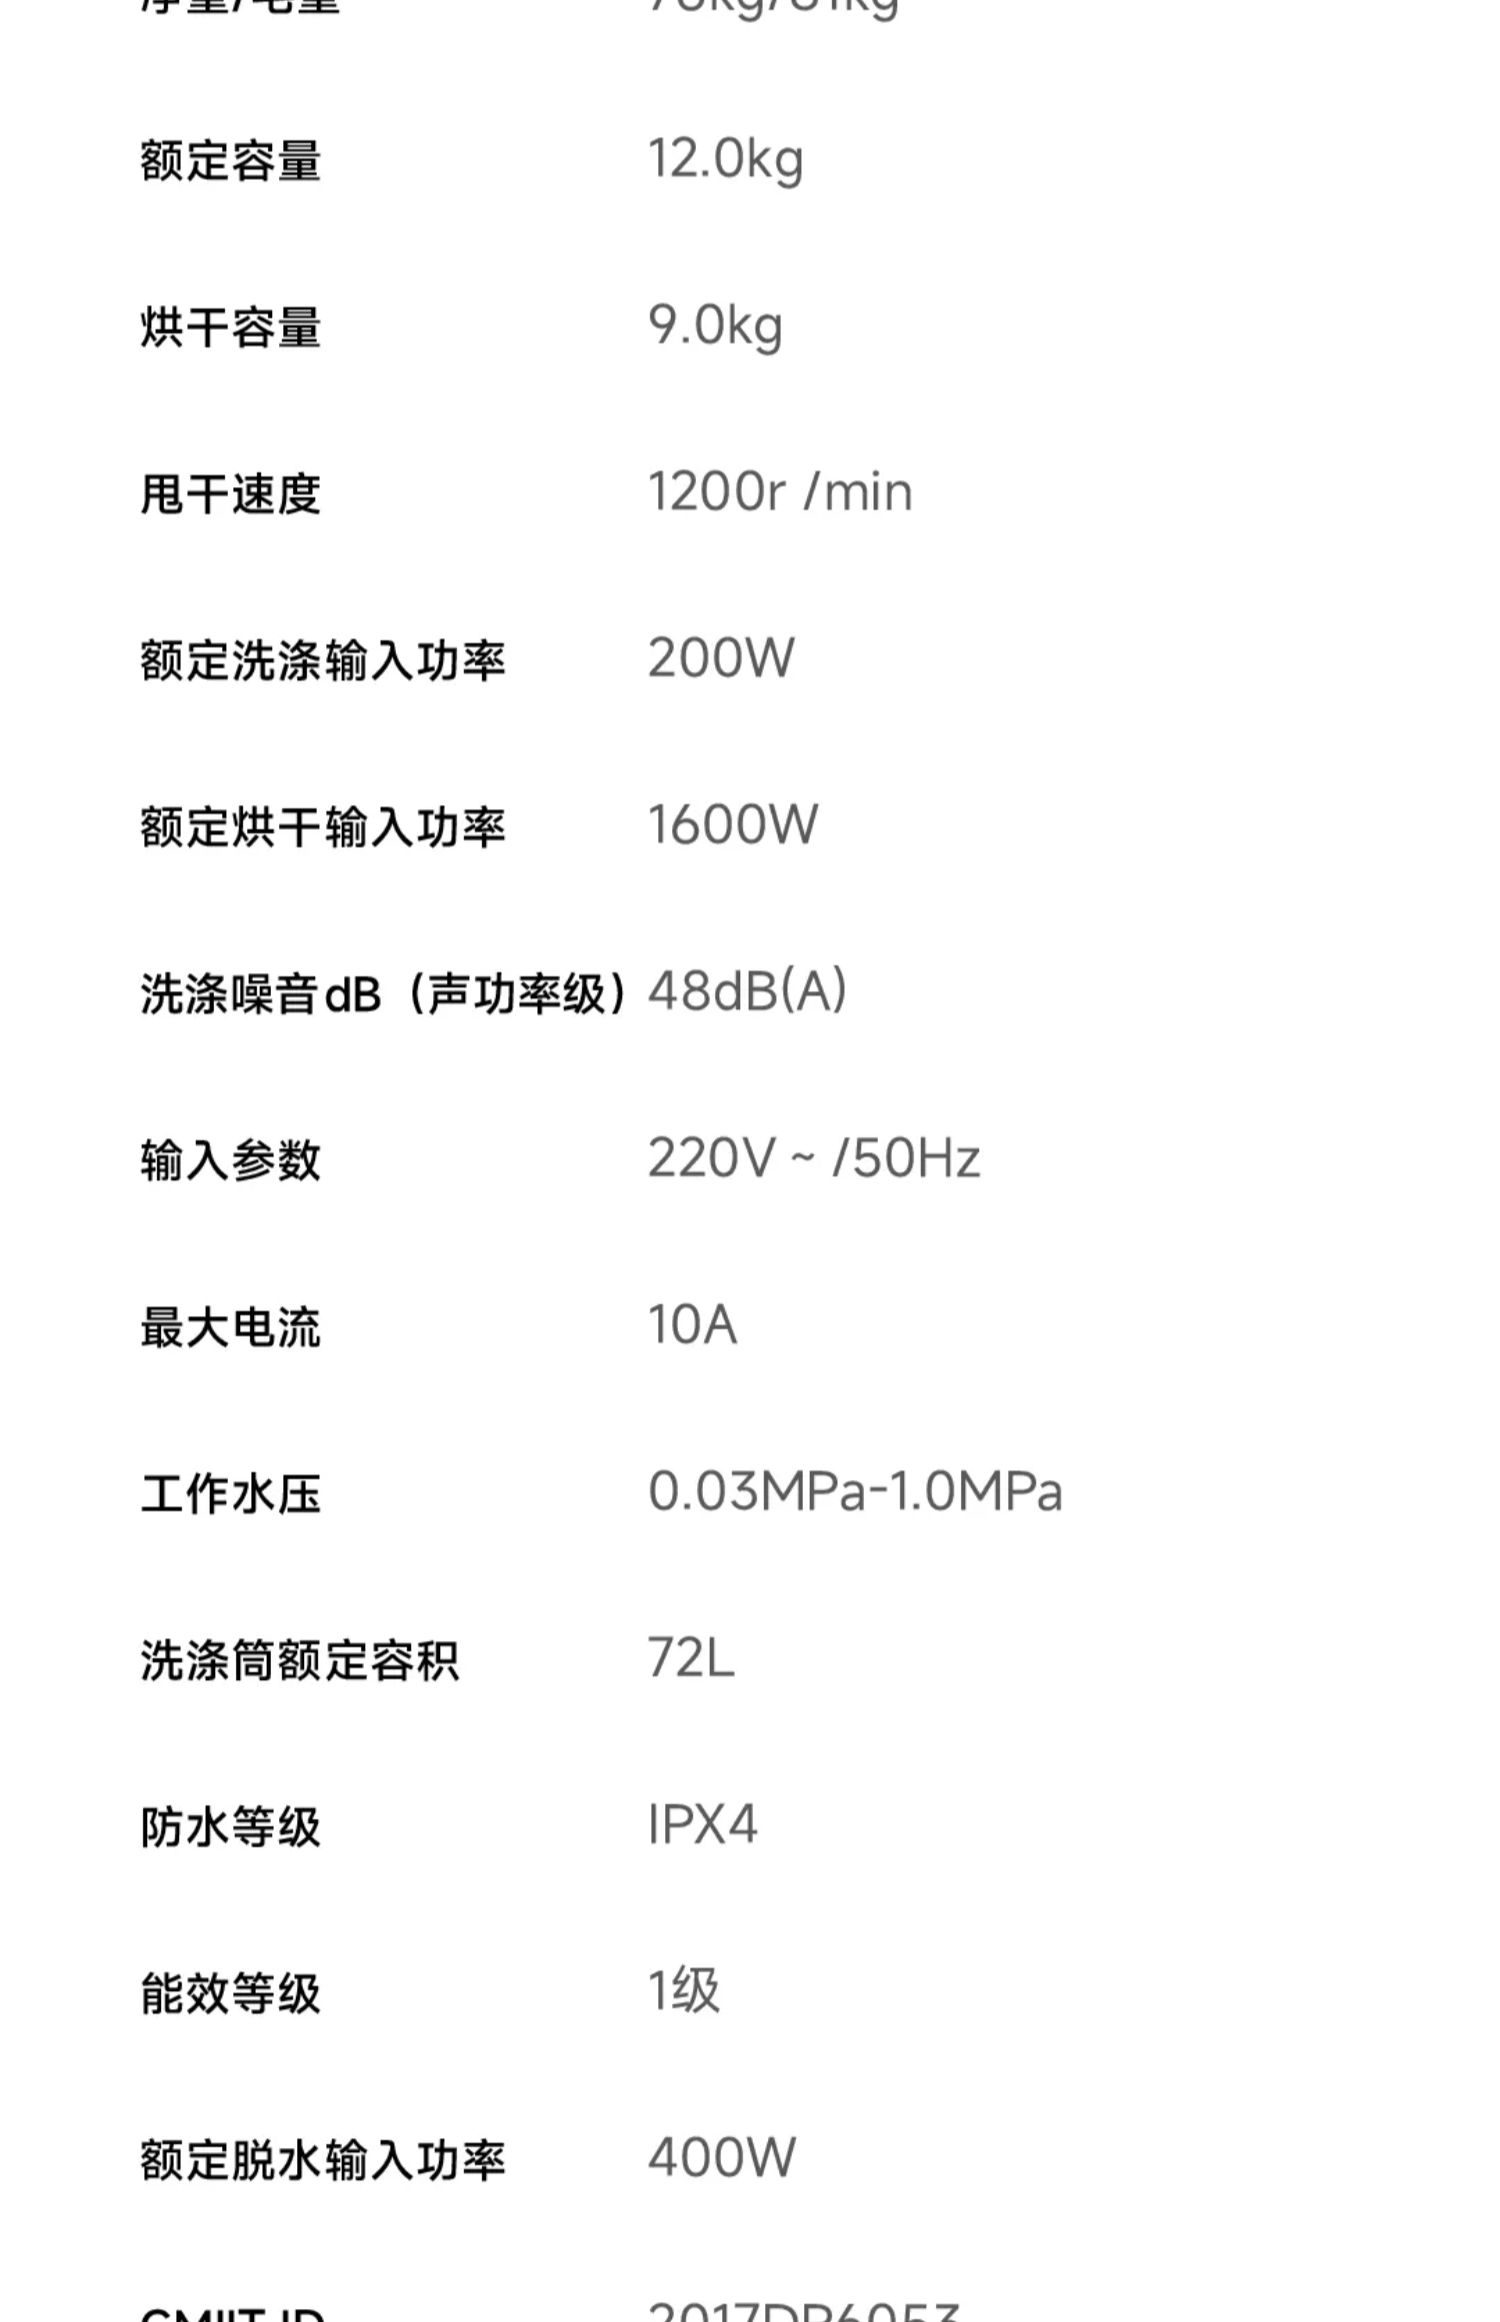 额定容量 12.0kg
烘干容量 9.0kg
甩干速度 1200r /min
额定洗涤输入功率 200W
额定烘干输入功率 1600W
洗涤噪音dB（声功率级） 48dB(A)
输入参数 220V ~ /50Hz
最大电流 10A
工作水压 0.03MPa-1.0MPa
洗涤筒额定容积 72L
防水等级 IPX4
能效等级 1级
额定脱水输入功率 400W